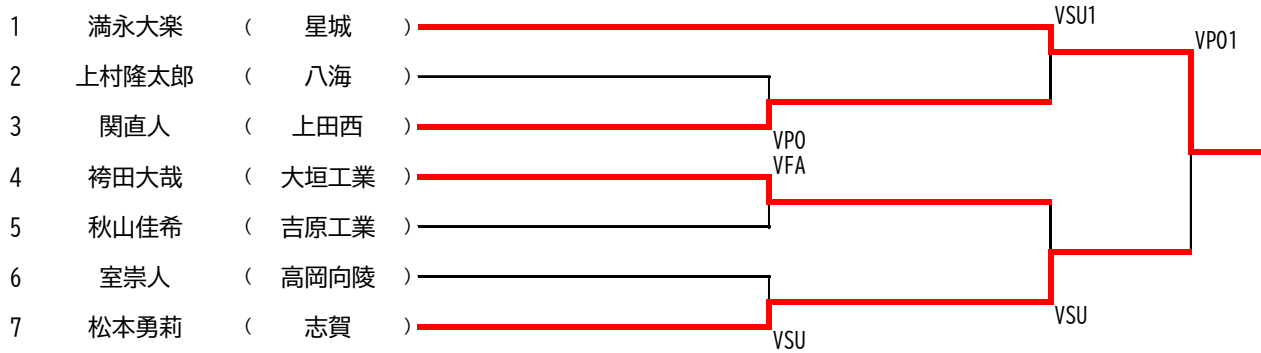 VSU1
1 満永大楽 ( 星城 )
VPO1
2 上村隆太郎 ( 八海 )
3 関直人 ( 上田西 )
VPO
VFA
4 袴田大哉 ( 大垣工業 )
5 秋山佳希 ( 吉原工業 )
6 室崇人 ( 高岡向陵 )
VSU
7 松本勇莉 ( 志賀 )
VSU